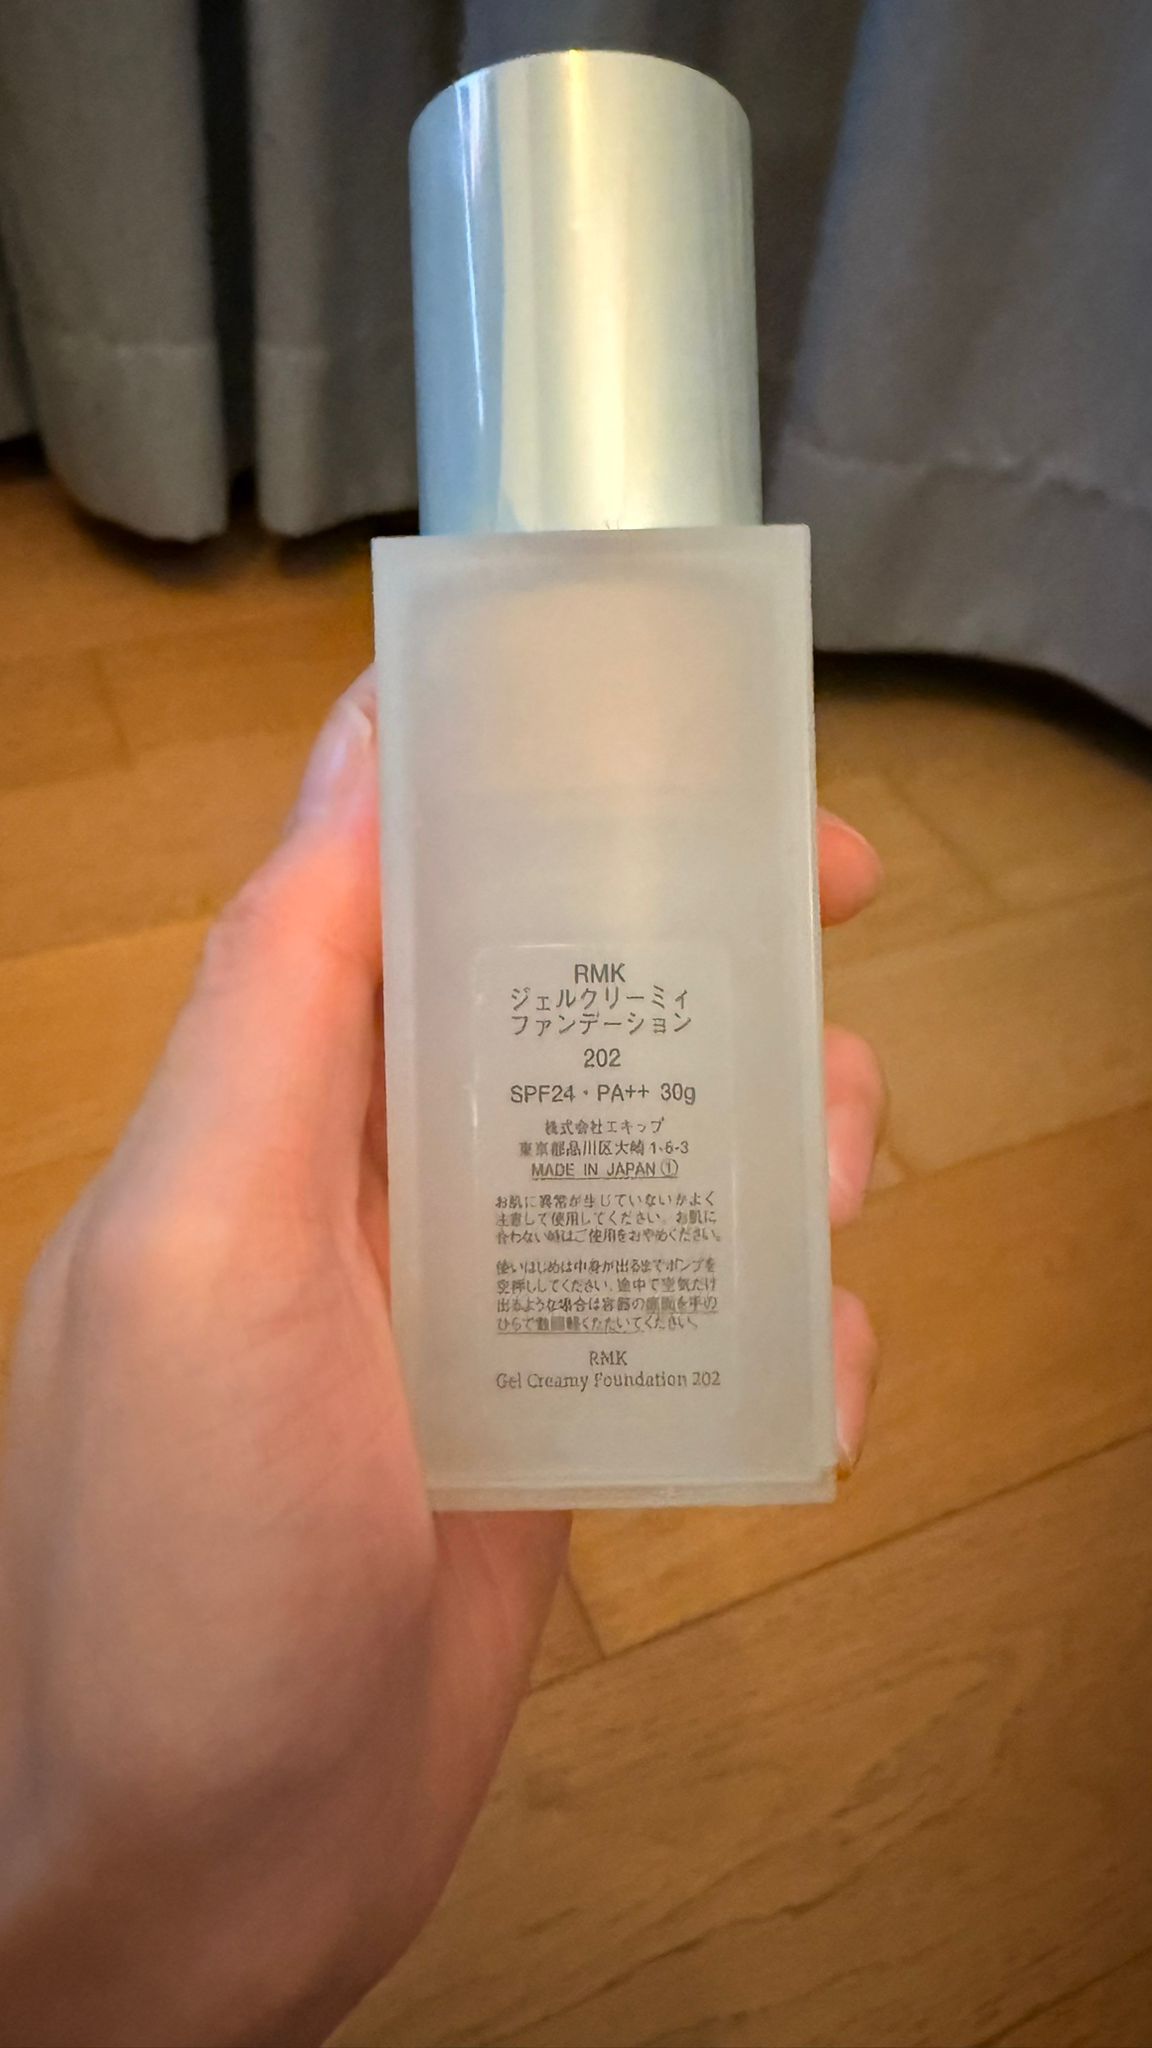 RMK
ジェルクリーミィ
ファンデーション
202
SPF24・PA++ 30g
株式会社エキップ
東京都品川区大崎1-6-3
MADE IN JAPAN①
お肌に異常が生じていないかよく
注意して使用してください。お肌に
合わない時はご使用をおやめください。
使いはじめは中身が出るまでポンプを
空押ししてください。途中で空気だけ
出るような場合は容器の底面を手の
ひらで数回軽くたたいてください。
RMK
Gel Creamy Foundation 202